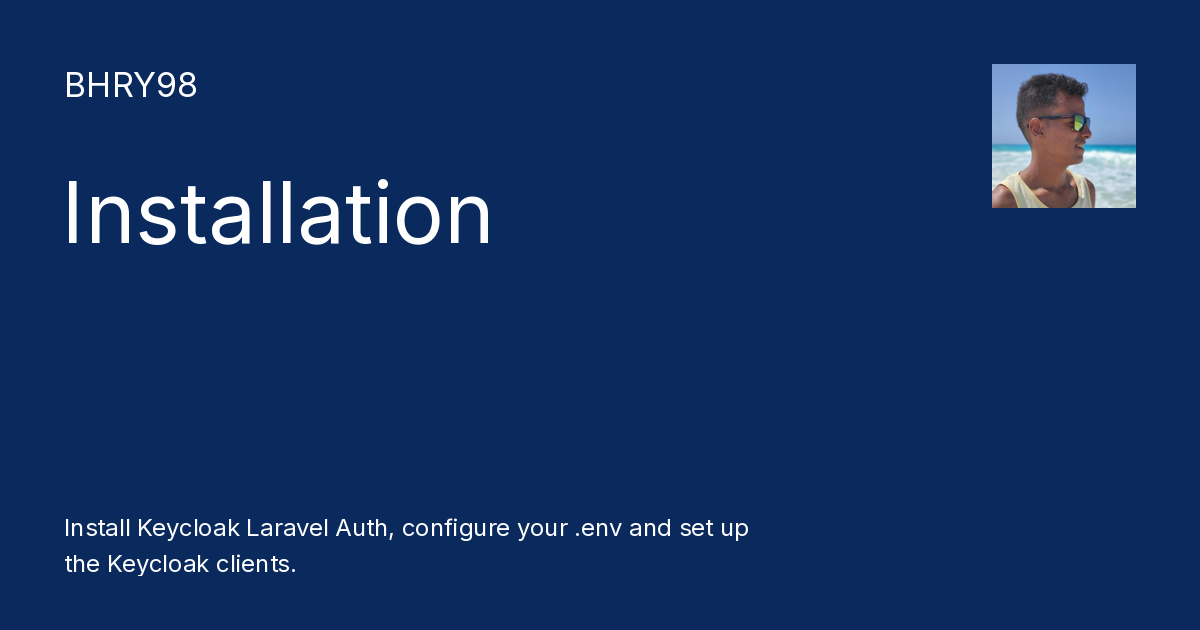 BHRY98
Installation
Install Keycloak Laravel Auth, configure your .env and set up
the Keycloak clients.